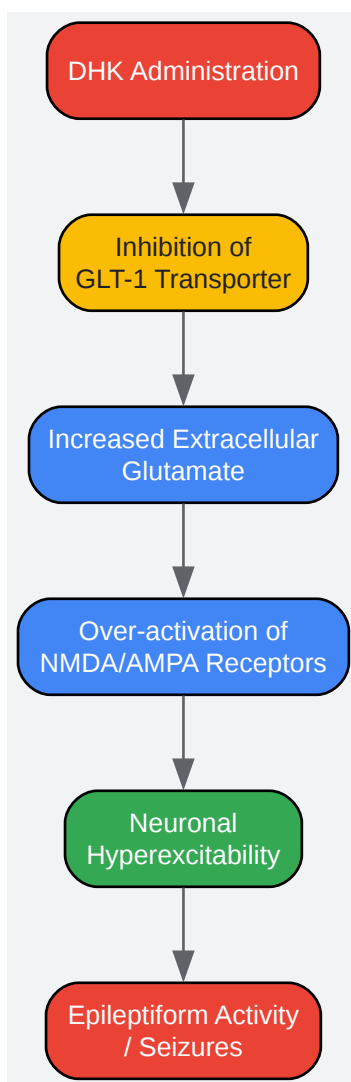 DHK Administration
Inhibition of
GLT-1 Transporter
Increased Extracellular
Glutamate
Over-activation of
NMDA/AMPA Receptors
Neuronal
Hyperexcitability
Epileptiform Activity
/ Seizures